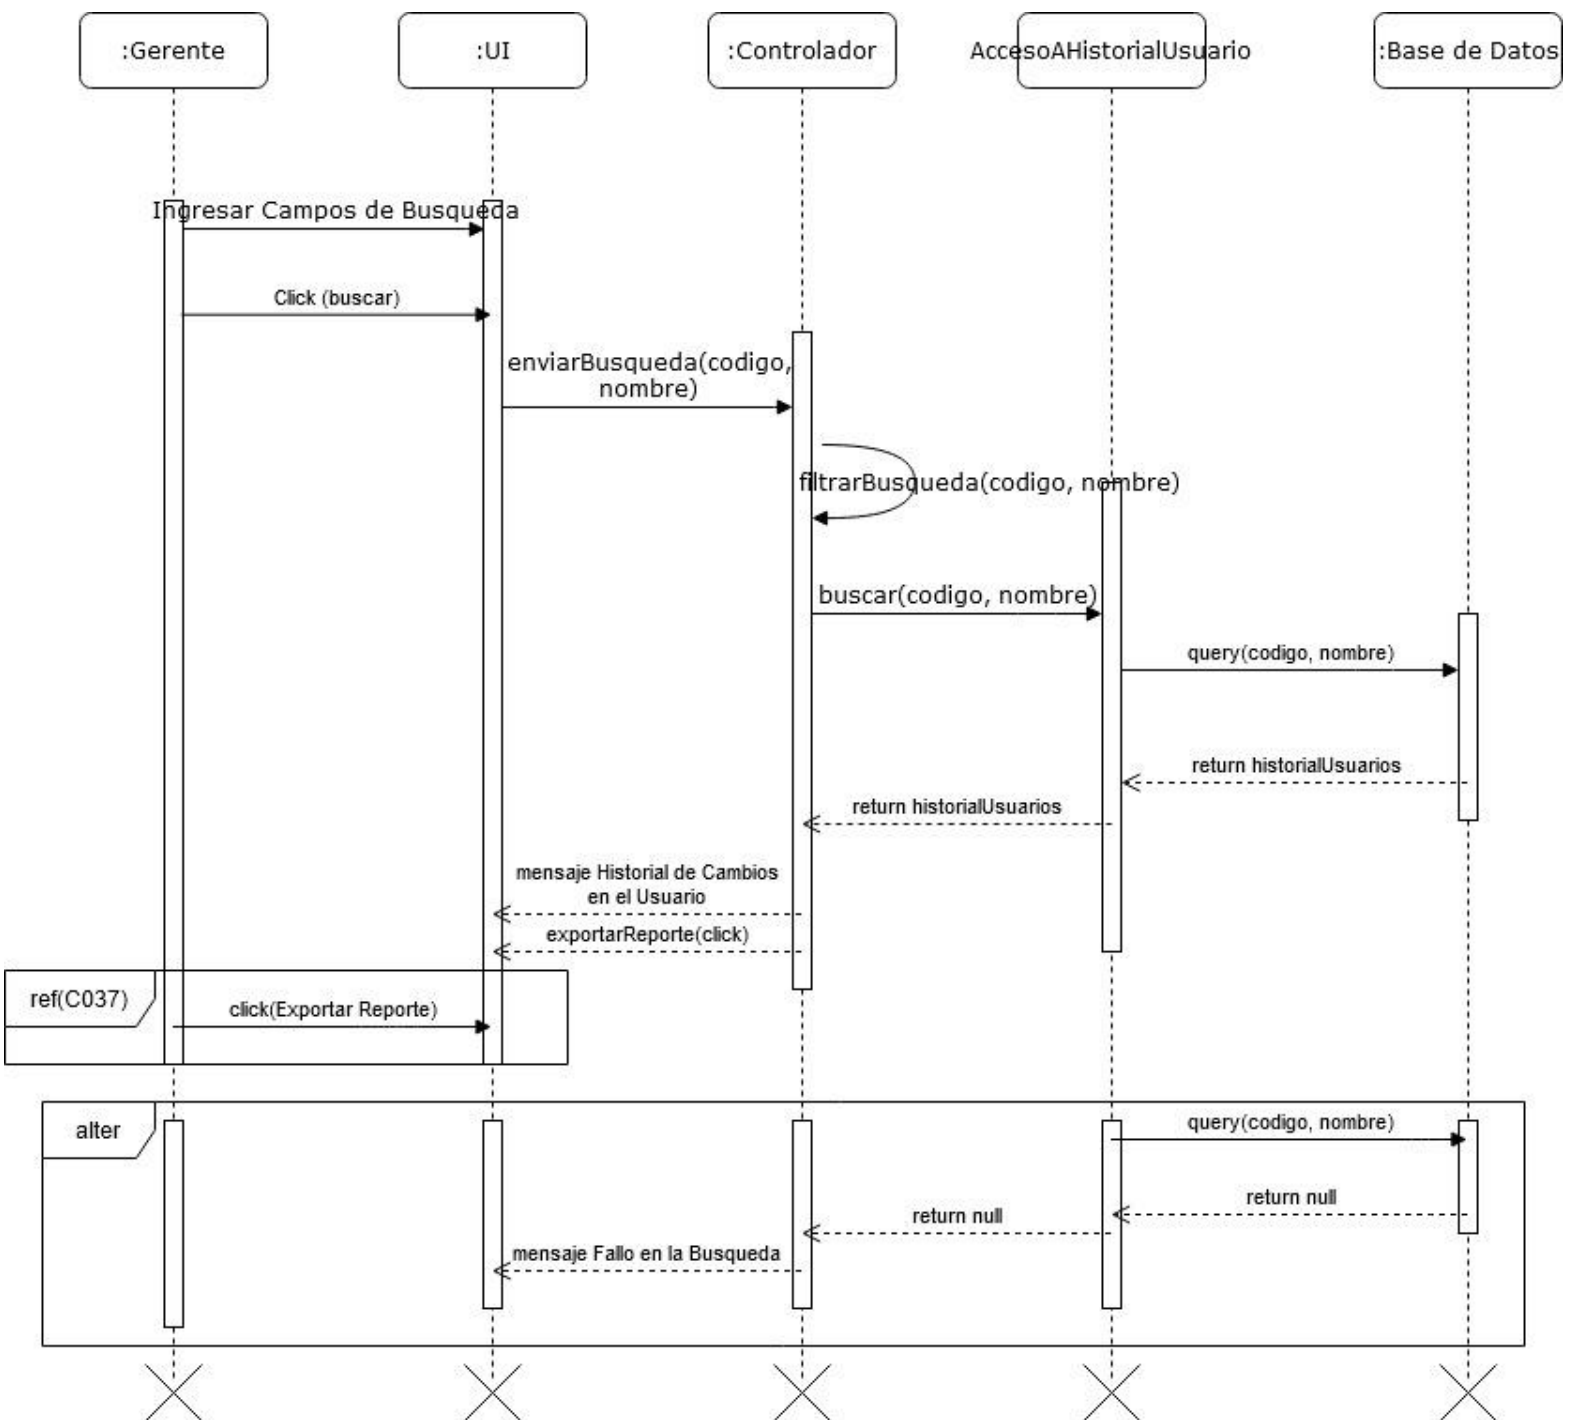 :Gerente
:UI
:Controlador
AccesoAHistorialUsuario
:Base de Datos
Ingresar Campos de Busqueda
Click (buscar)
enviarBusqueda(codigo,
nombre)
filtrarBusqueda(codigo, nombre)
buscar(codigo, nombre)
query(codigo, nombre)
return historialUsuarios
return historialUsuarios
mensaje Historial de Cambios
en el Usuario
exportarReporte(click)
ref(C037)
click(Exportar Reporte)
alter
query(codigo, nombre)
return null
return null
mensaje Fallo en la Busqueda